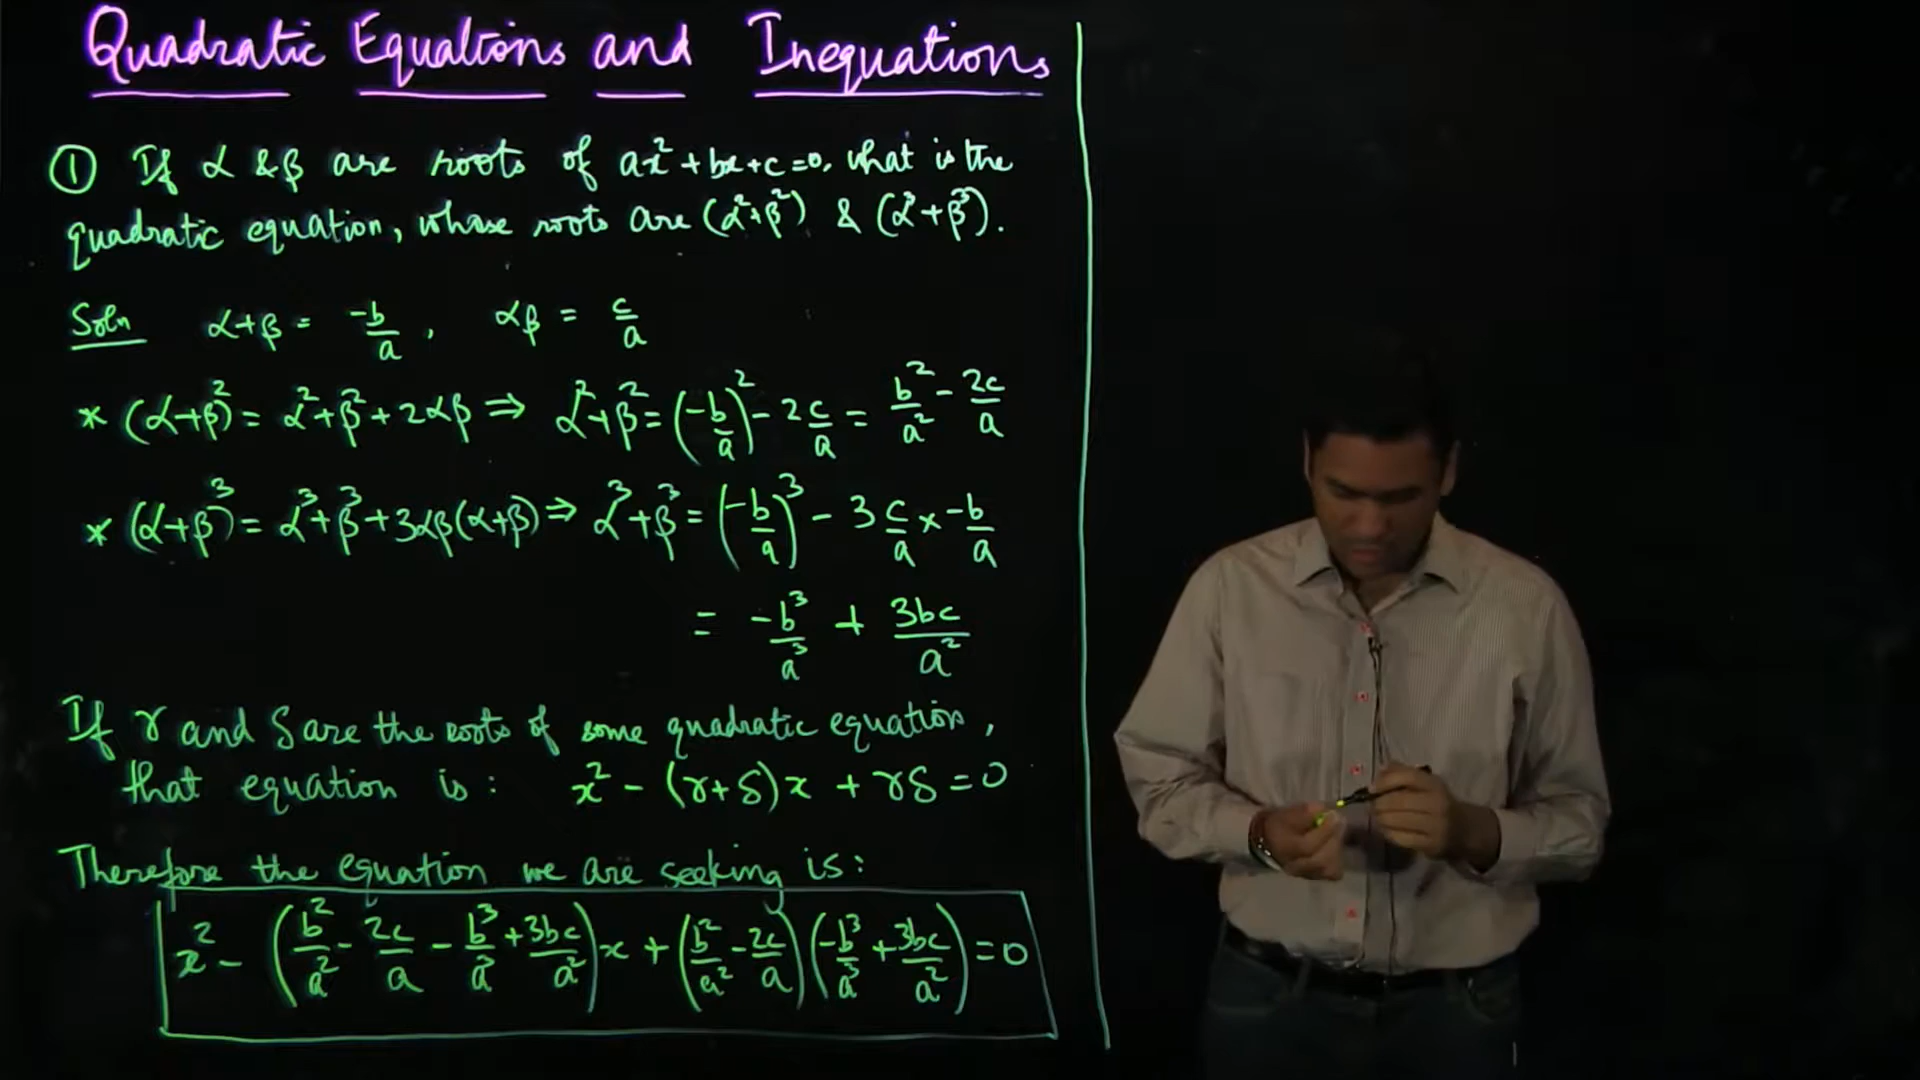 Quadratic Equations and Inequations
① If α & β are roots of ax²+bx+c=0, what is the
quadratic equation, whose roots are (α²+β²) & (α³+β³).
Soln α+β = -b/a , αβ = c/a
* (α+β)² = α²+β²+2αβ ⇒ α²+β² = (-b/a)² - 2c/a = b²/a² - 2c/a
* (α+β)³ = α³+β³+3αβ(α+β) ⇒ α³+β³ = (-b/a)³ - 3 c/a × -b/a
= -b³/a³ + 3bc/a²
If γ and δ are the roots of some quadratic equation,
that equation is: x² - (γ+δ)x + γδ = 0
Therefore the equation we are seeking is:
x² - (b²/a² - 2c/a - b³/a³ + 3bc/a²)x + (b²/a² - 2c/a)(-b³/a³ + 3bc/a²) = 0